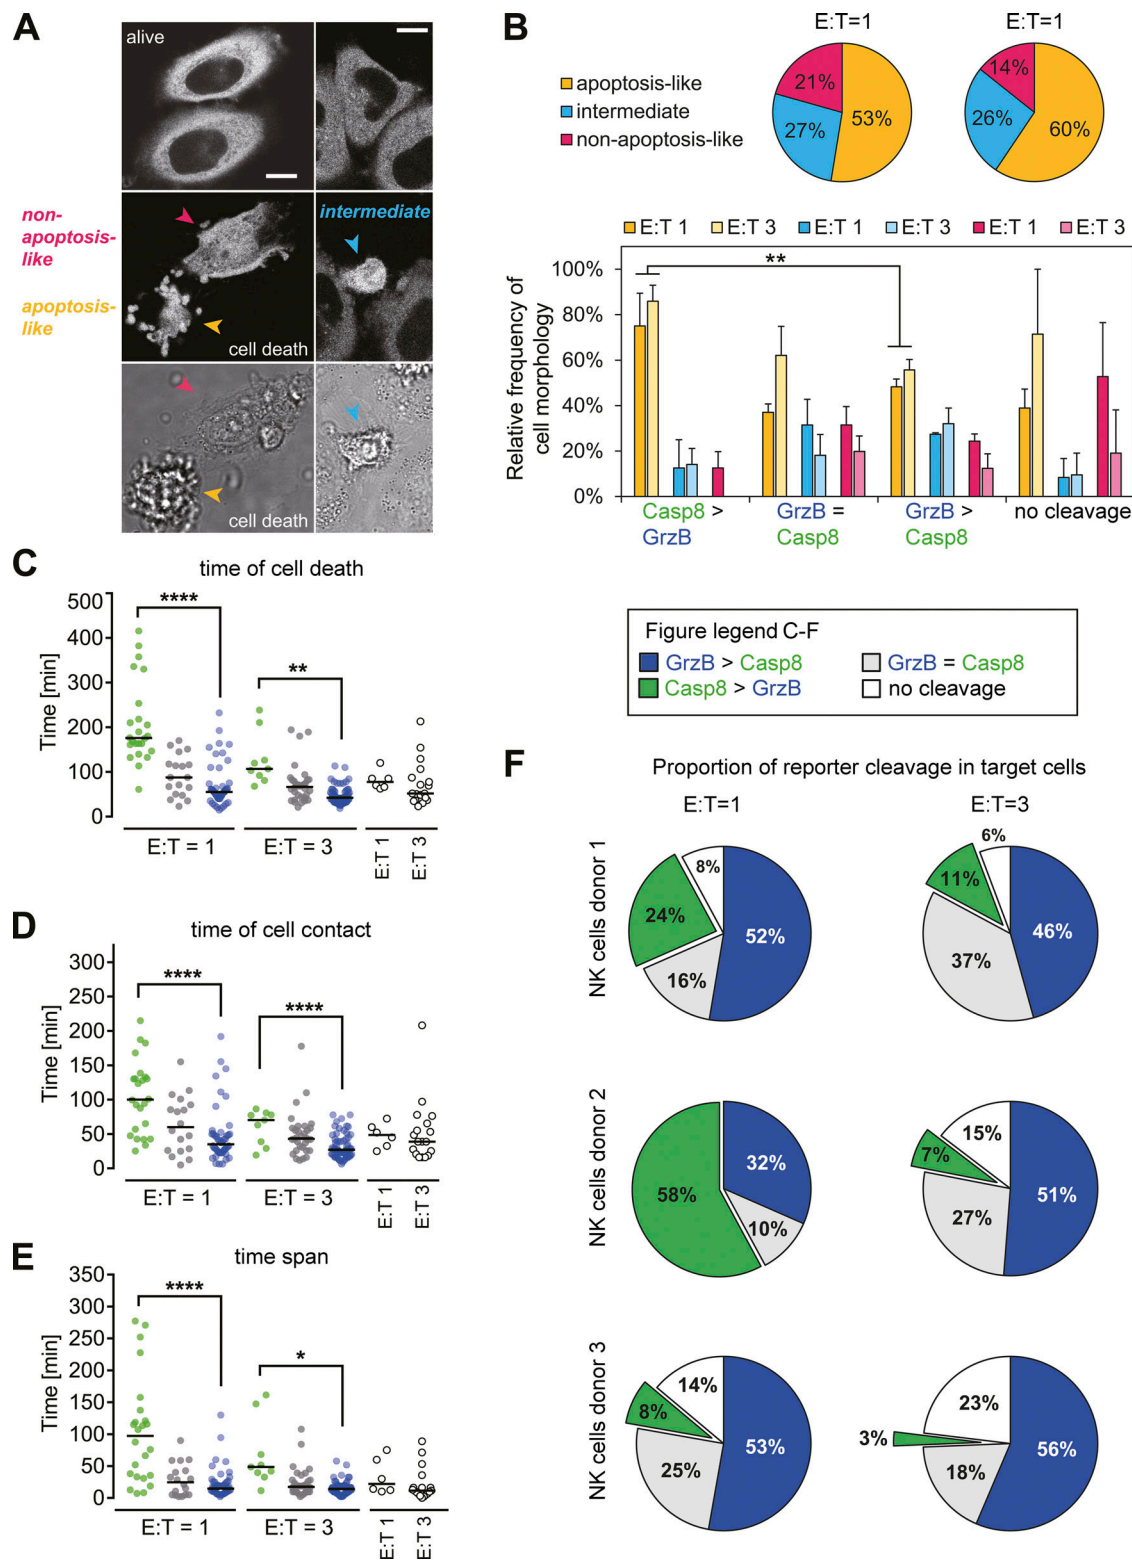 A
alive
non-
apoptosis-
like
apoptosis-
like
intermediate
cell death
cell death
B
E:T=1
E:T=1
apoptosis-like
intermediate
non-apoptosis-like
21%
27%
53%
14%
26%
60%
E:T 1
E:T 3
E:T 1
E:T 3
E:T 1
E:T 3
Relative frequency of
cell morphology
100%
80%
60%
40%
20%
0%
**
Casp8 >
GrzB
GrzB =
Casp8
GrzB >
Casp8
no cleavage
C
time of cell death
Time [min]
500
400
300
200
100
0
****
**
E:T = 1
E:T = 3
E:T 1
E:T 3
Figure legend C-F
GrzB > Casp8
GrzB = Casp8
Casp8 > GrzB
no cleavage
D
time of cell contact
Time [min]
300
250
200
150
100
50
0
****
****
E:T = 1
E:T = 3
E:T 1
E:T 3
E
time span
Time [min]
350
300
250
200
150
100
50
0
****
*
E:T = 1
E:T = 3
E:T 1
E:T 3
F
Proportion of reporter cleavage in target cells
E:T=1
E:T=3
NK cells donor 1
8%
24%
16%
52%
6%
11%
37%
46%
NK cells donor 2
58%
32%
10%
15%
7%
27%
51%
NK cells donor 3
14%
8%
25%
53%
23%
3%
18%
56%